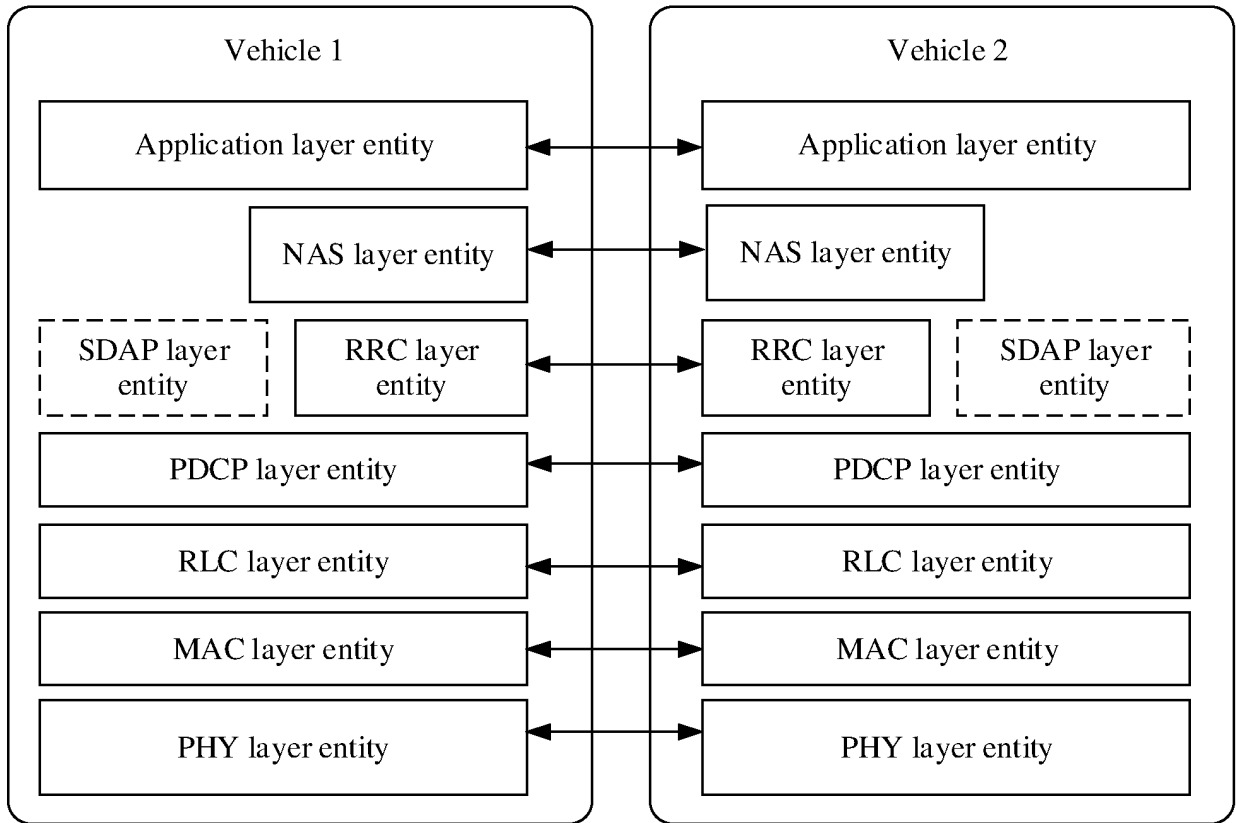 Vehicle 1
Vehicle 2
Application layer entity
Application layer entity
NAS layer entity
NAS layer entity
SDAP layer
entity
RRC layer
entity
RRC layer
entity
SDAP layer
entity
PDCP layer entity
PDCP layer entity
RLC layer entity
RLC layer entity
MAC layer entity
MAC layer entity
PHY layer entity
PHY layer entity